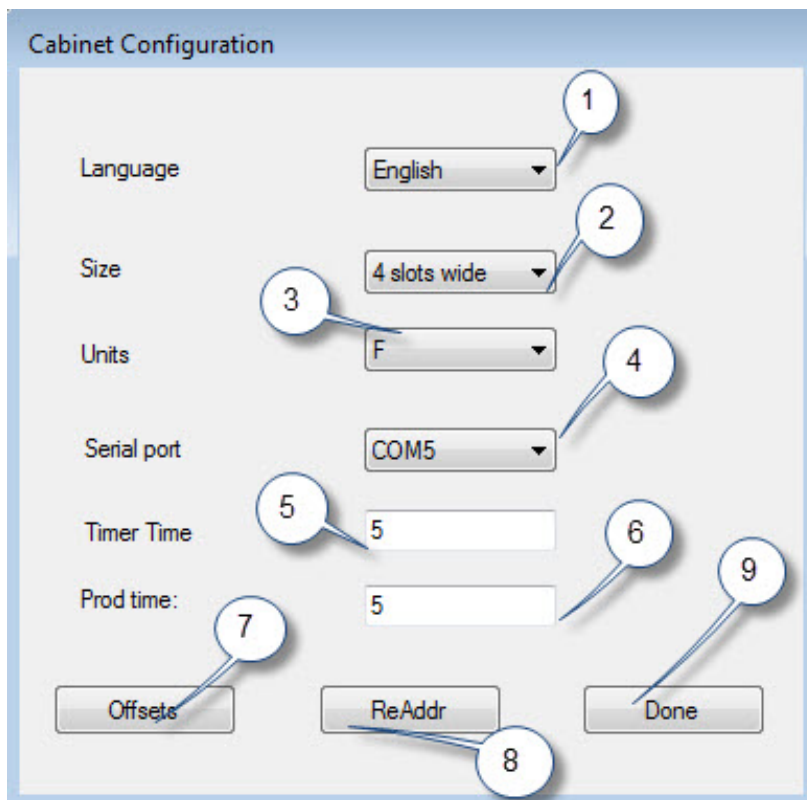 Cabinet Configuration
1
Language English
2
Size 4 slots wide
3
Units F
4
Serial port COM5
5
Timer Time 5
6
Prod time: 5
9
7
Offsets ReAddr Done
8